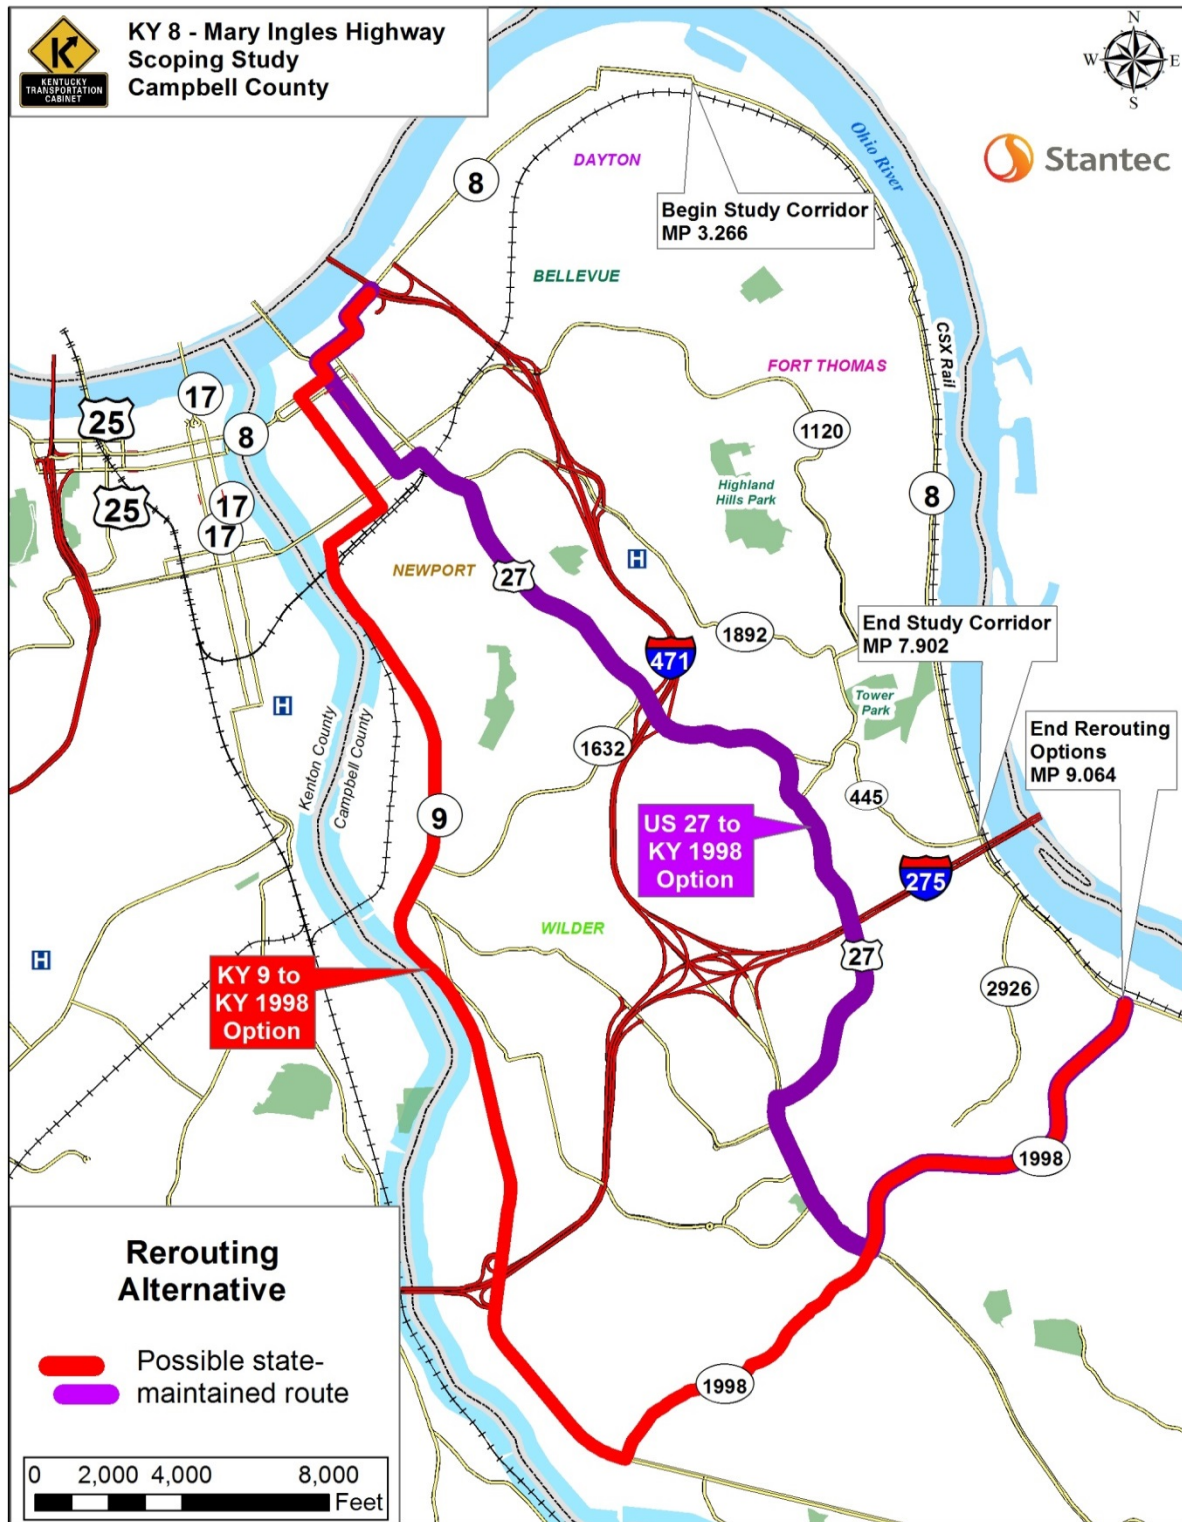 KY 8 - Mary Ingles Highway
Scoping Study
Campbell County
KENTUCKY
TRANSPORTATION
CABINET
N
W
E
S
Stantec
Ohio River
DAYTON
8
Begin Study Corridor
MP 3.266
BELLEVUE
CSX Rail
FORT THOMAS
17
25
8
1120
Highland
Hills Park
8
25
17
17
H
NEWPORT
27
End Study Corridor
MP 7.902
1892
471
Tower
Park
H
End Rerouting
Options
MP 9.064
Kenton County
Campbell County
1632
445
9
US 27 to
KY 1998
Option
275
WILDER
27
H
KY 9 to
KY 1998
Option
2926
1998
Rerouting
Alternative
Possible state-
maintained route
1998
0 2,000 4,000 8,000
Feet